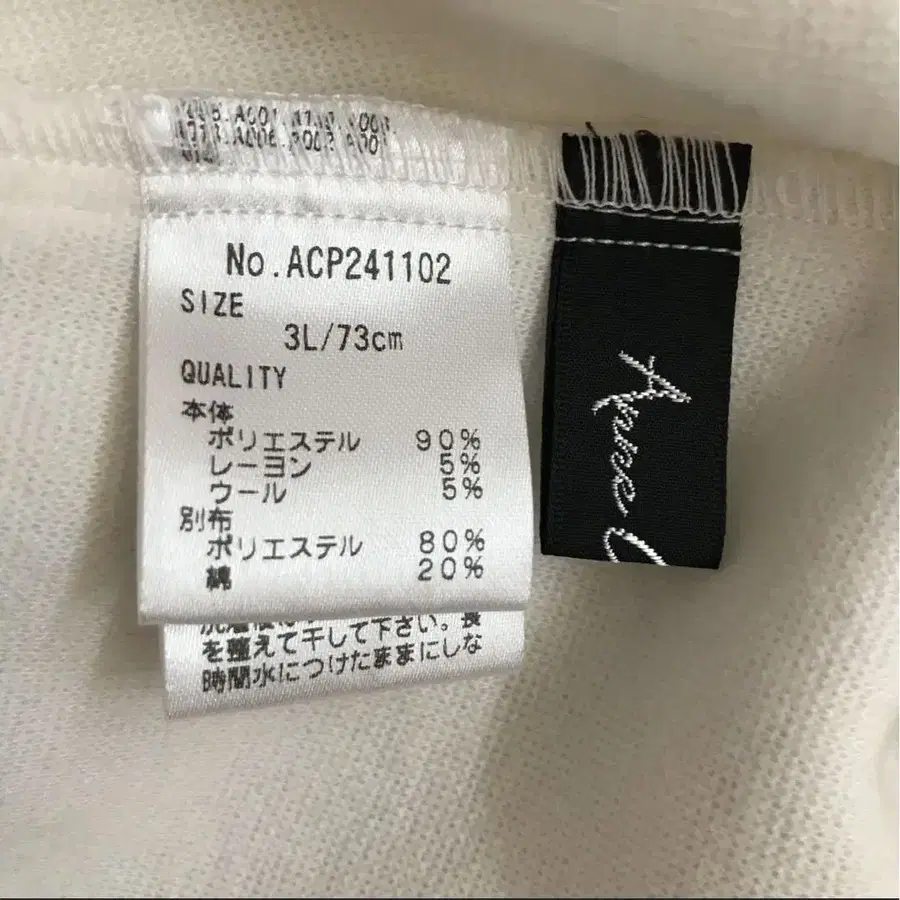 No.ACP241102
SIZE
3L/73cm
QUALITY
本体
ポリエステル 90%
レーヨン 5%
ウール 5%
別布
ポリエステル 80%
綿 20%
を整えて干して下さい。長
時間水につけたままにしな